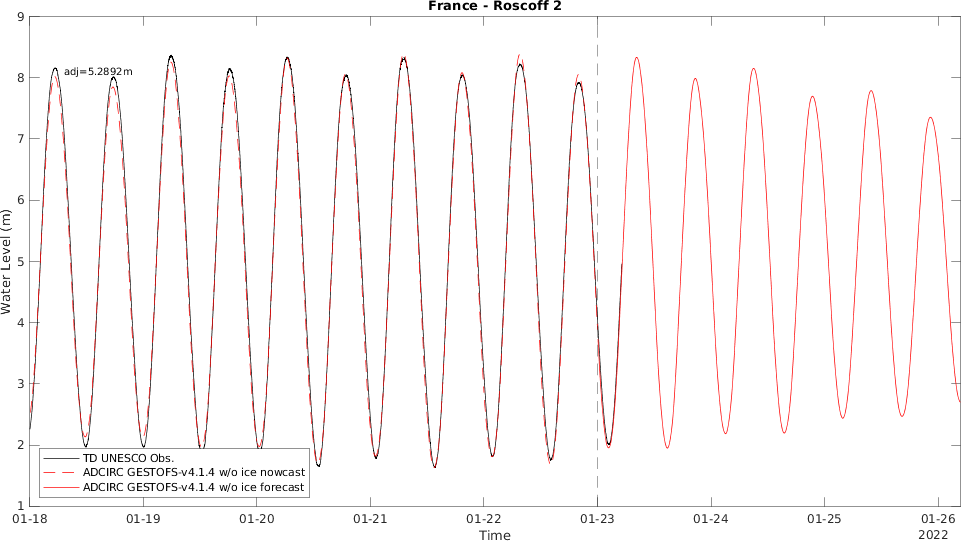 France - Roscoff 2
9
8
7
6
5
4
3
2
1
Water Level (m)
adj=5.2892m
TD UNESCO Obs.
ADCIRC GESTOFS-v4.1.4 w/o ice nowcast
ADCIRC GESTOFS-v4.1.4 w/o ice forecast
01-18 01-19 01-20 01-21 01-22 01-23 01-24 01-25 01-26
2022
Time